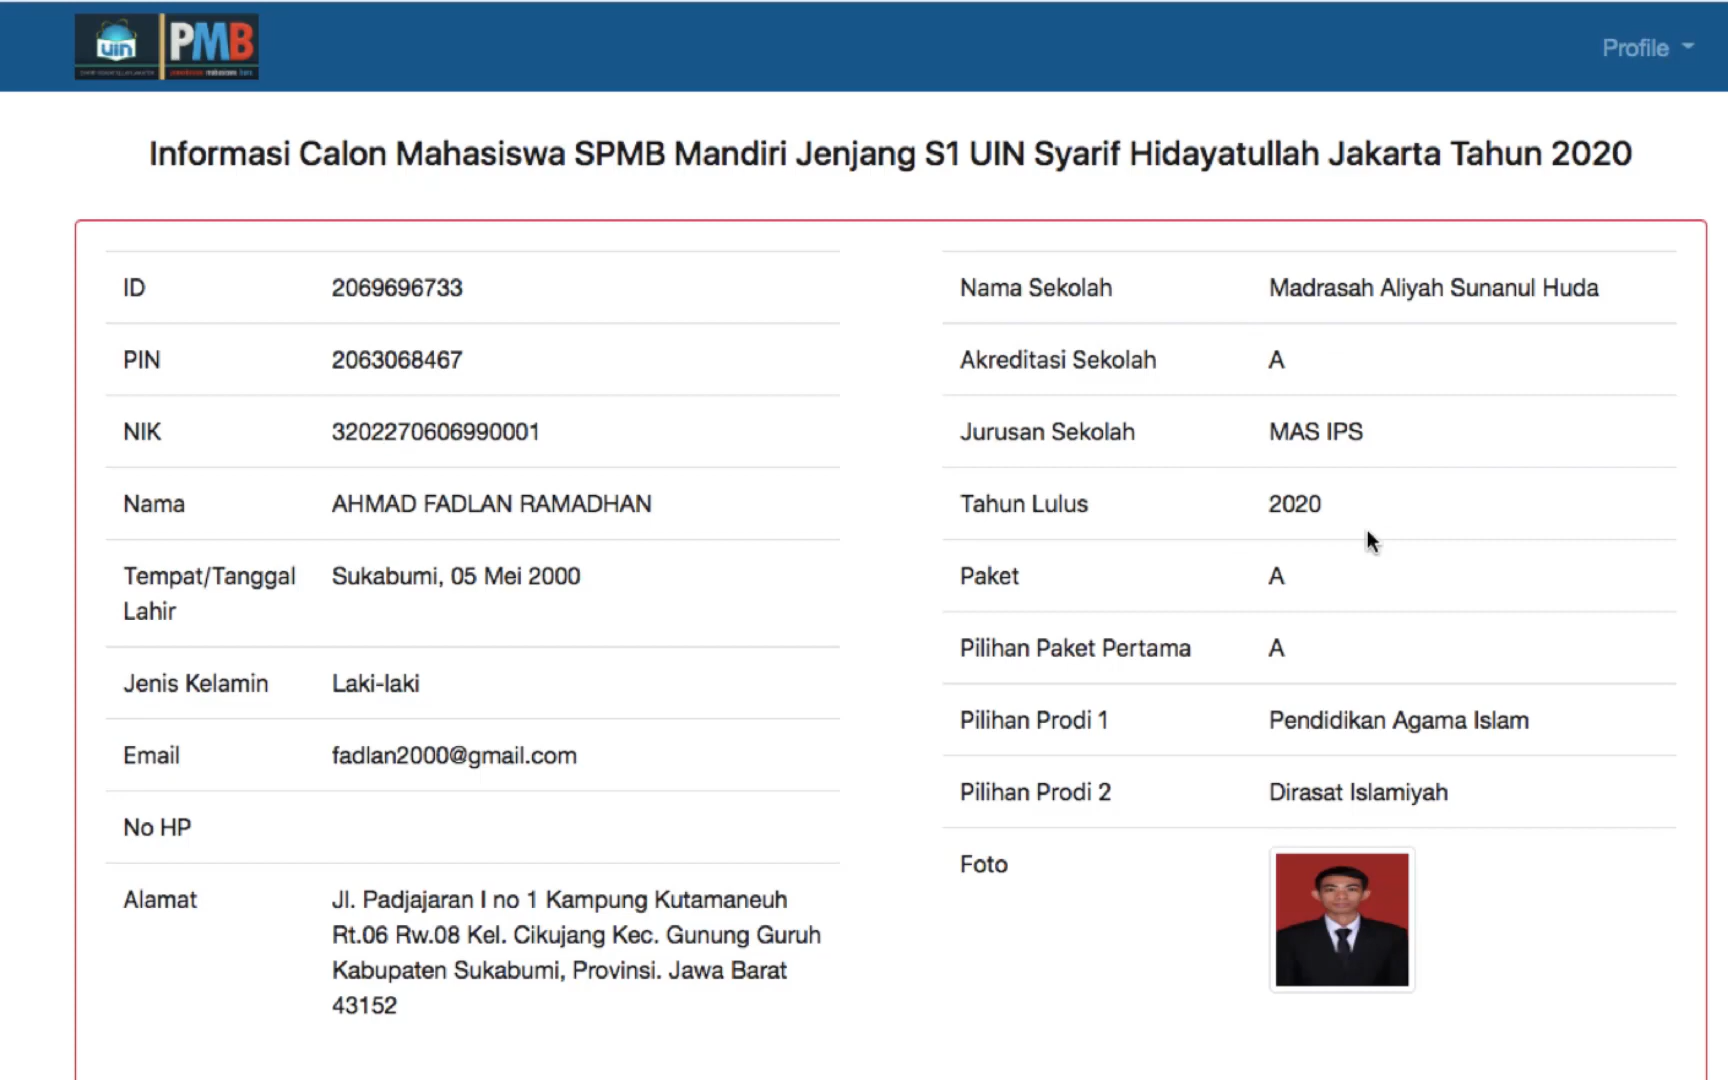 uin PMB
Profile
Informasi Calon Mahasiswa SPMB Mandiri Jenjang S1 UIN Syarif Hidayatullah Jakarta Tahun 2020
ID 2069696733
PIN 2063068467
NIK 3202270606990001
Nama AHMAD FADLAN RAMADHAN
Tempat/Tanggal Sukabumi, 05 Mei 2000
Lahir
Jenis Kelamin Laki-laki
Email fadlan2000@gmail.com
No HP
Alamat Jl. Padjajaran I no 1 Kampung Kutamaneuh
Rt.06 Rw.08 Kel. Cikujang Kec. Gunung Guruh
Kabupaten Sukabumi, Provinsi. Jawa Barat
43152
Nama Sekolah Madrasah Aliyah Sunanul Huda
Akreditasi Sekolah A
Jurusan Sekolah MAS IPS
Tahun Lulus 2020
Paket A
Pilihan Paket Pertama A
Pilihan Prodi 1 Pendidikan Agama Islam
Pilihan Prodi 2 Dirasat Islamiyah
Foto